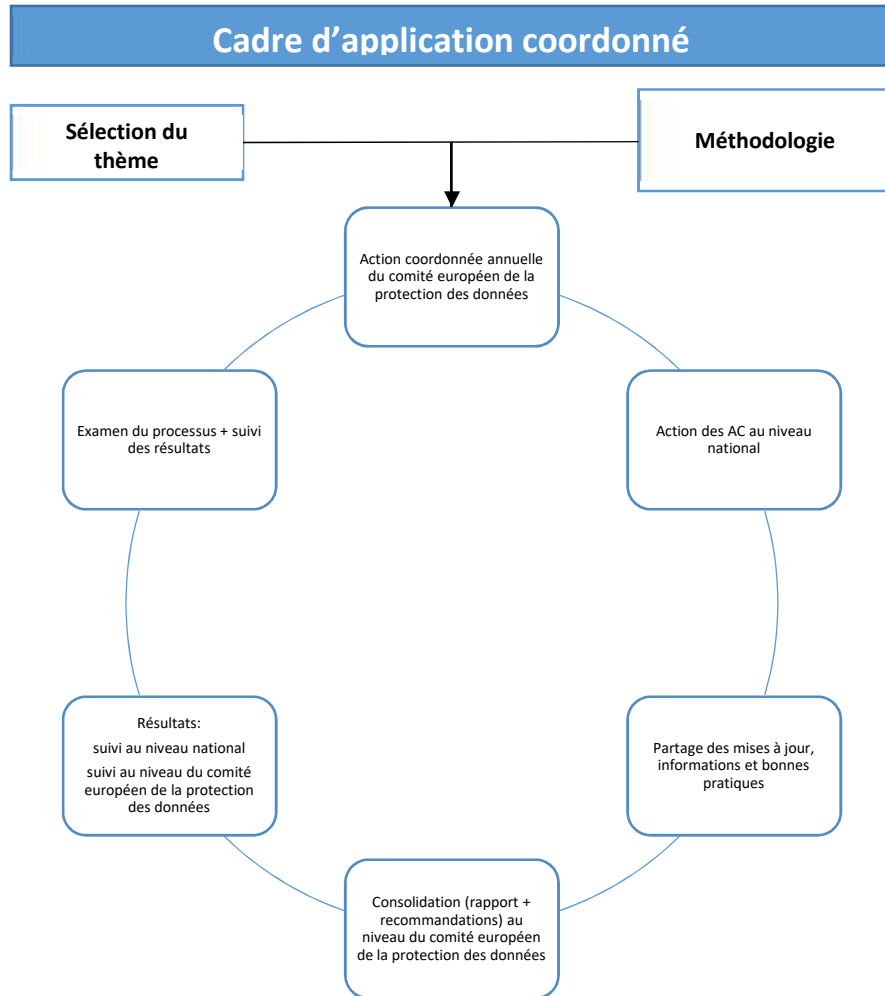 Cadre d’application coordonné
Sélection du
thème
Méthodologie
Action coordonnée annuelle
du comité européen de la
protection des données
Examen du processus + suivi
des résultats
Action des AC au niveau
national
Résultats:
suivi au niveau national
suivi au niveau du comité
européen de la protection
des données
Partage des mises à jour,
informations et bonnes
pratiques
Consolidation (rapport +
recommandations) au
niveau du comité européen
de la protection des données